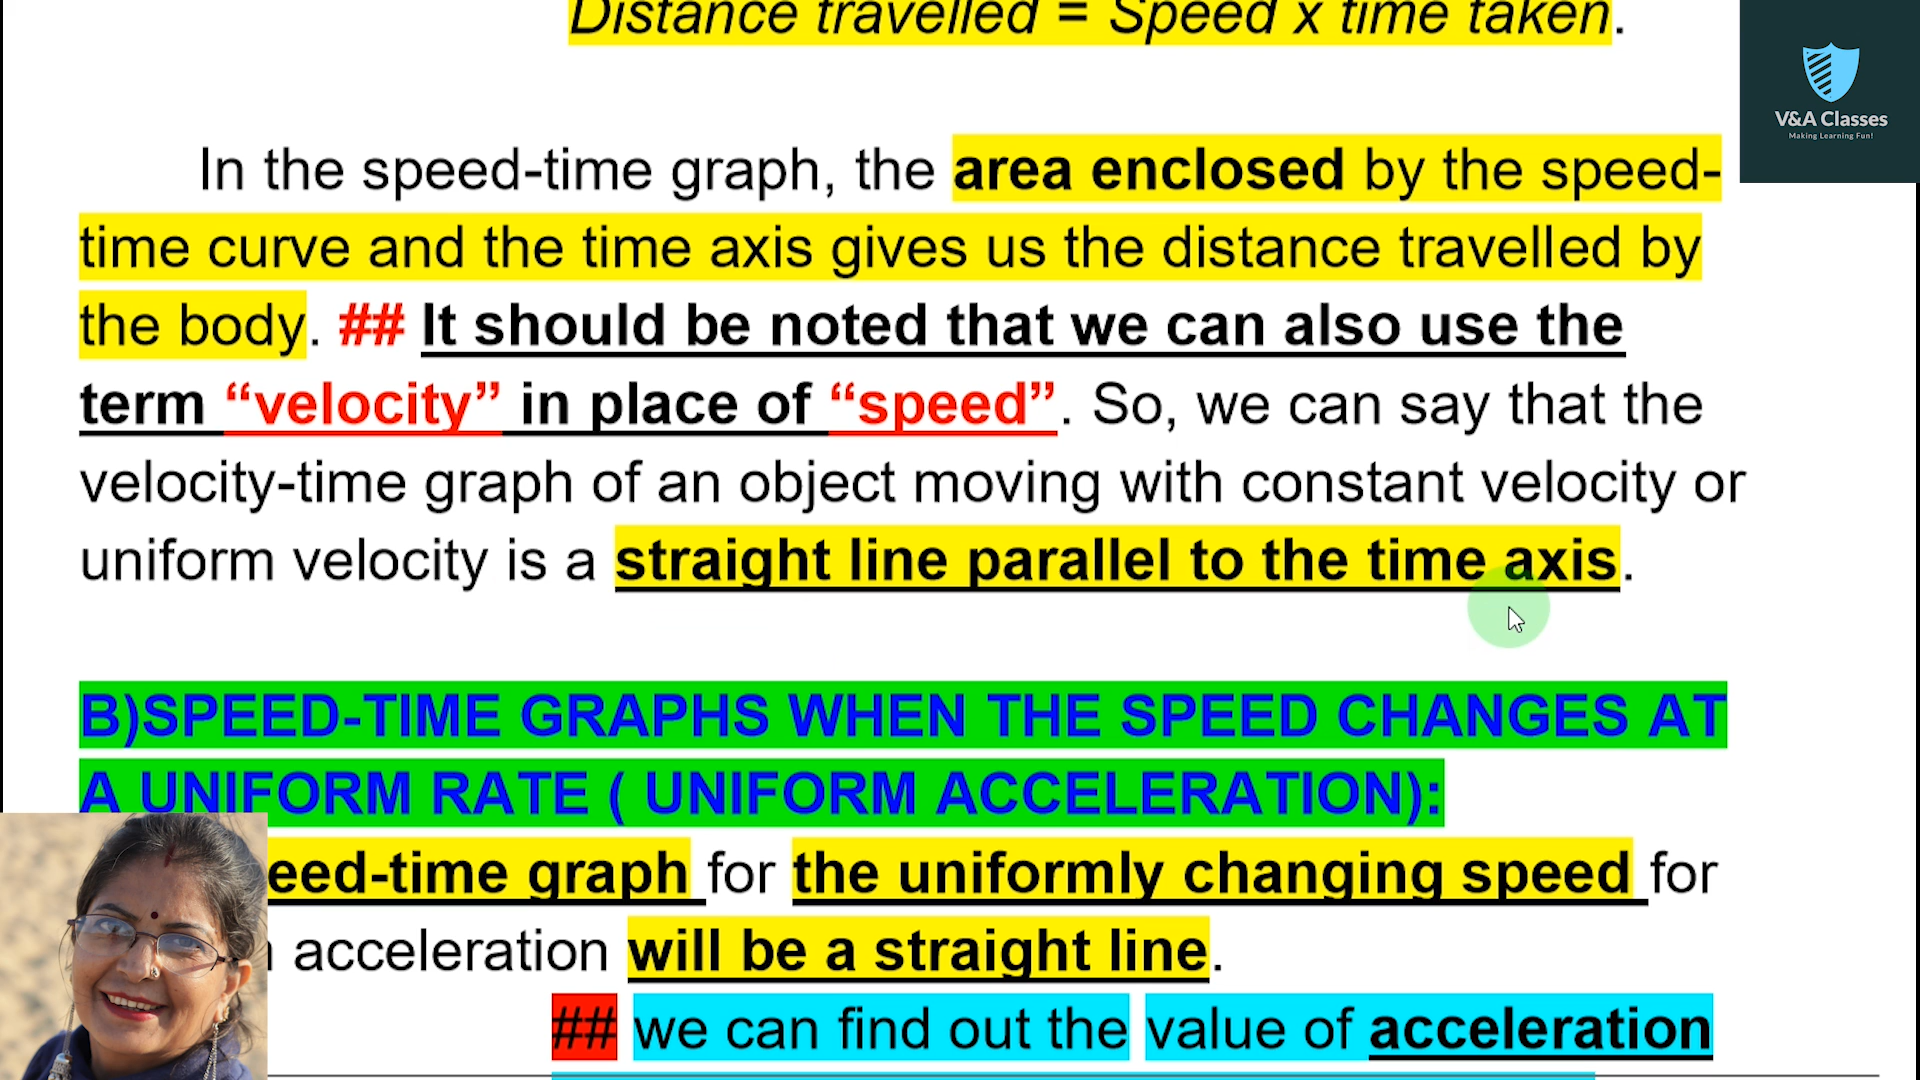 Distance travelled = Speed x time taken.
V&A Classes
Making Learning Fun!
In the speed-time graph, the area enclosed by the speed-
time curve and the time axis gives us the distance travelled by
the body. ## It should be noted that we can also use the
term “velocity” in place of “speed”. So, we can say that the
velocity-time graph of an object moving with constant velocity or
uniform velocity is a straight line parallel to the time axis.
B)SPEED-TIME GRAPHS WHEN THE SPEED CHANGES AT
A UNIFORM RATE ( UNIFORM ACCELERATION):
eed-time graph for the uniformly changing speed for
acceleration will be a straight line.
## we can find out the value of acceleration